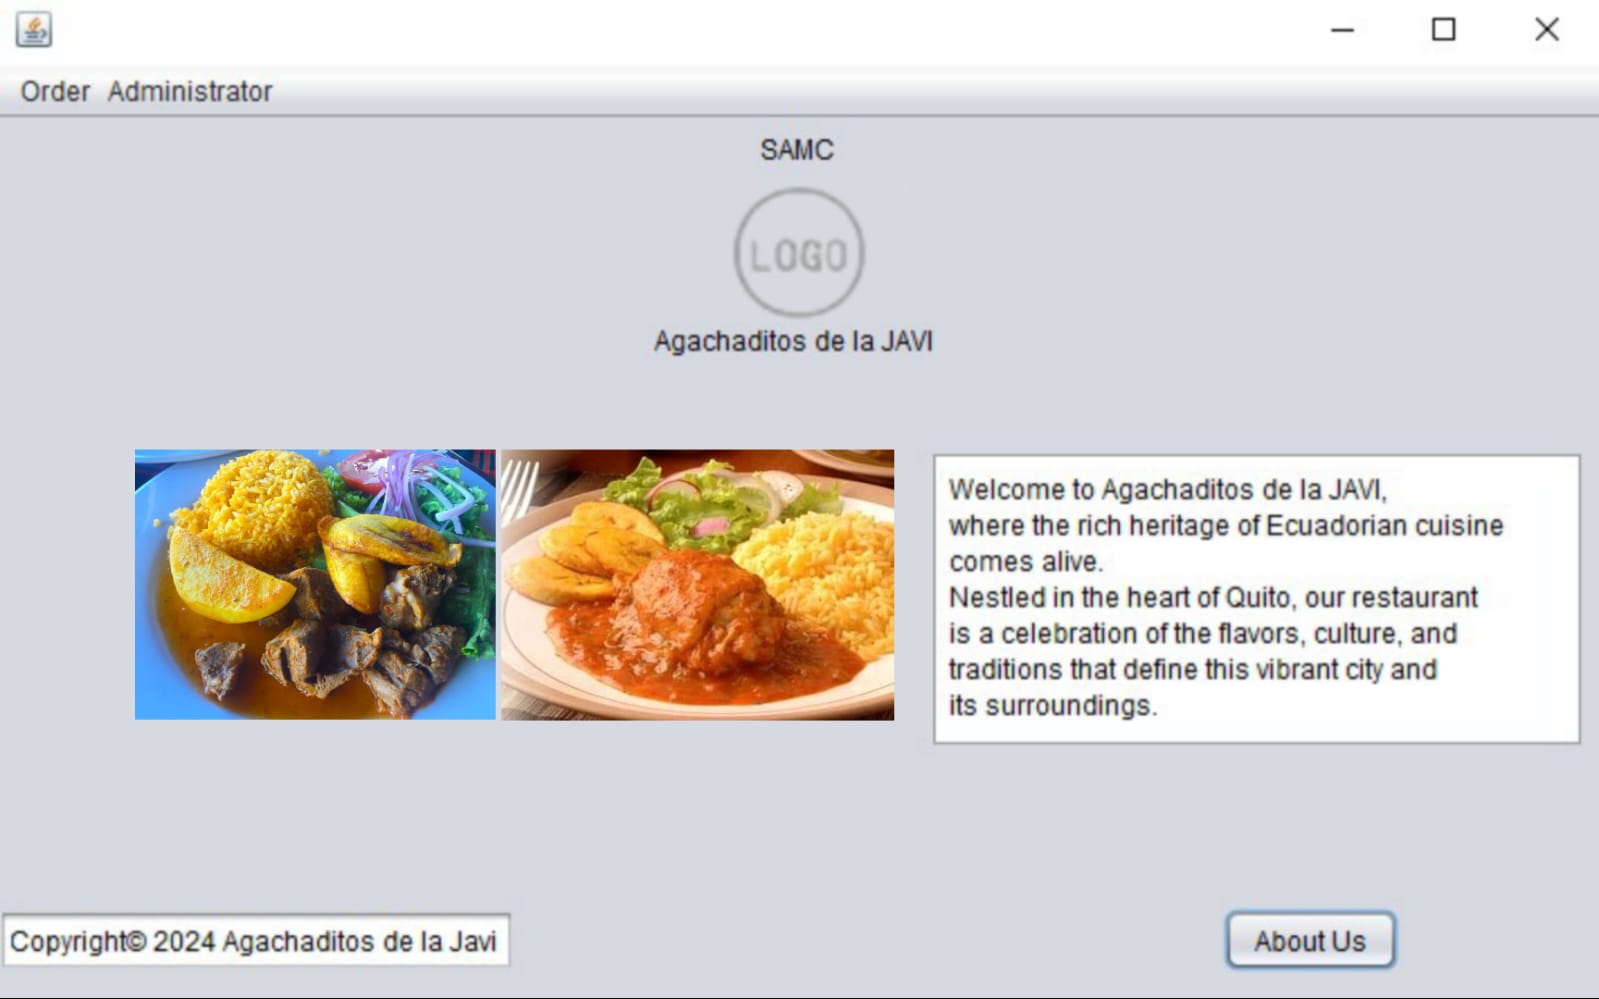 Order Administrator
SAMC
LOGO
Agachaditos de la JAVI
Welcome to Agachaditos de la JAVI,
where the rich heritage of Ecuadorian cuisine
comes alive.
Nestled in the heart of Quito, our restaurant
is a celebration of the flavors, culture, and
traditions that define this vibrant city and
its surroundings.
Copyright© 2024 Agachaditos de la Javi
About Us